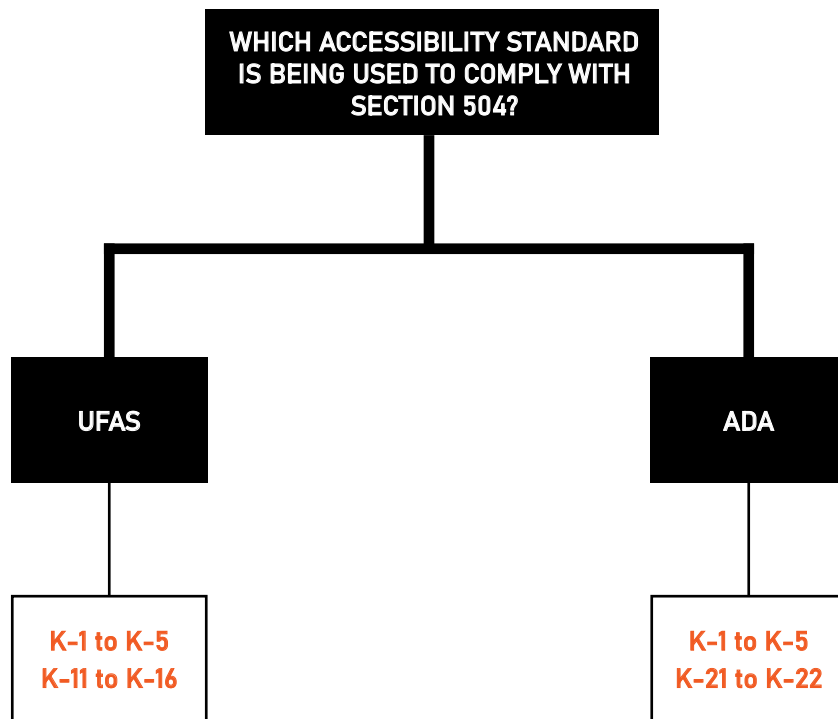 WHICH ACCESSIBILITY STANDARD
IS BEING USED TO COMPLY WITH
SECTION 504?
UFAS
ADA
K-1 to K-5
K-11 to K-16
K-1 to K-5
K-21 to K-22